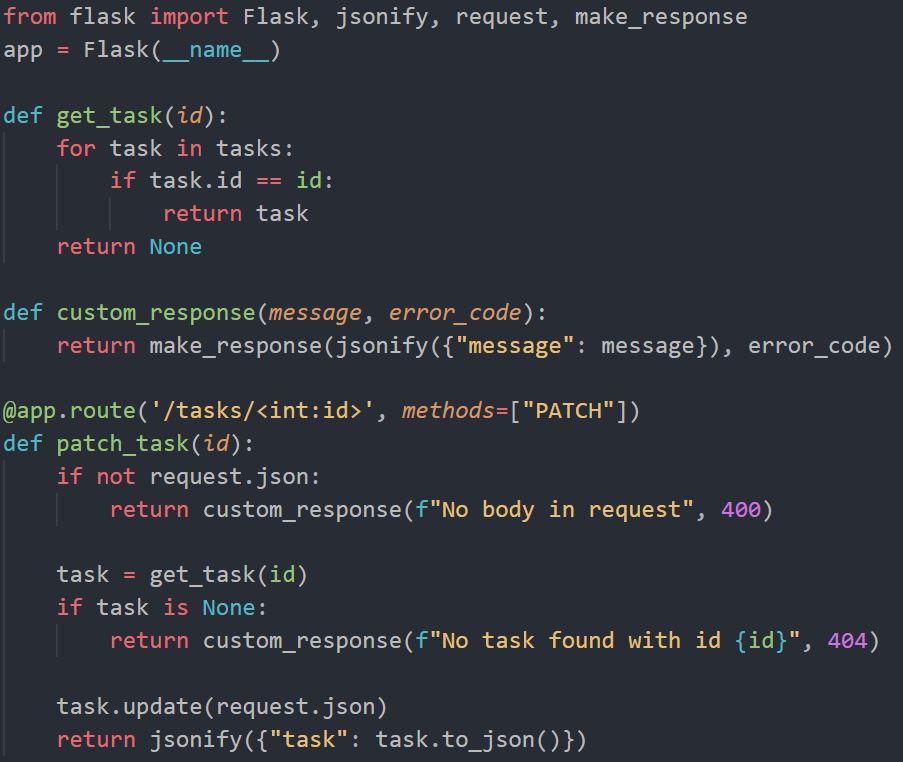 from flask import Flask, jsonify, request, make_response
app = Flask(__name__)

def get_task(id):
    for task in tasks:
        if task.id == id:
            return task
    return None

def custom_response(message, error_code):
    return make_response(jsonify({"message": message}), error_code)

@app.route('/tasks/<int:id>', methods=["PATCH"])
def patch_task(id):
    if not request.json:
        return custom_response(f"No body in request", 400)

    task = get_task(id)
    if task is None:
        return custom_response(f"No task found with id {id}", 404)

    task.update(request.json)
    return jsonify({"task": task.to_json()})